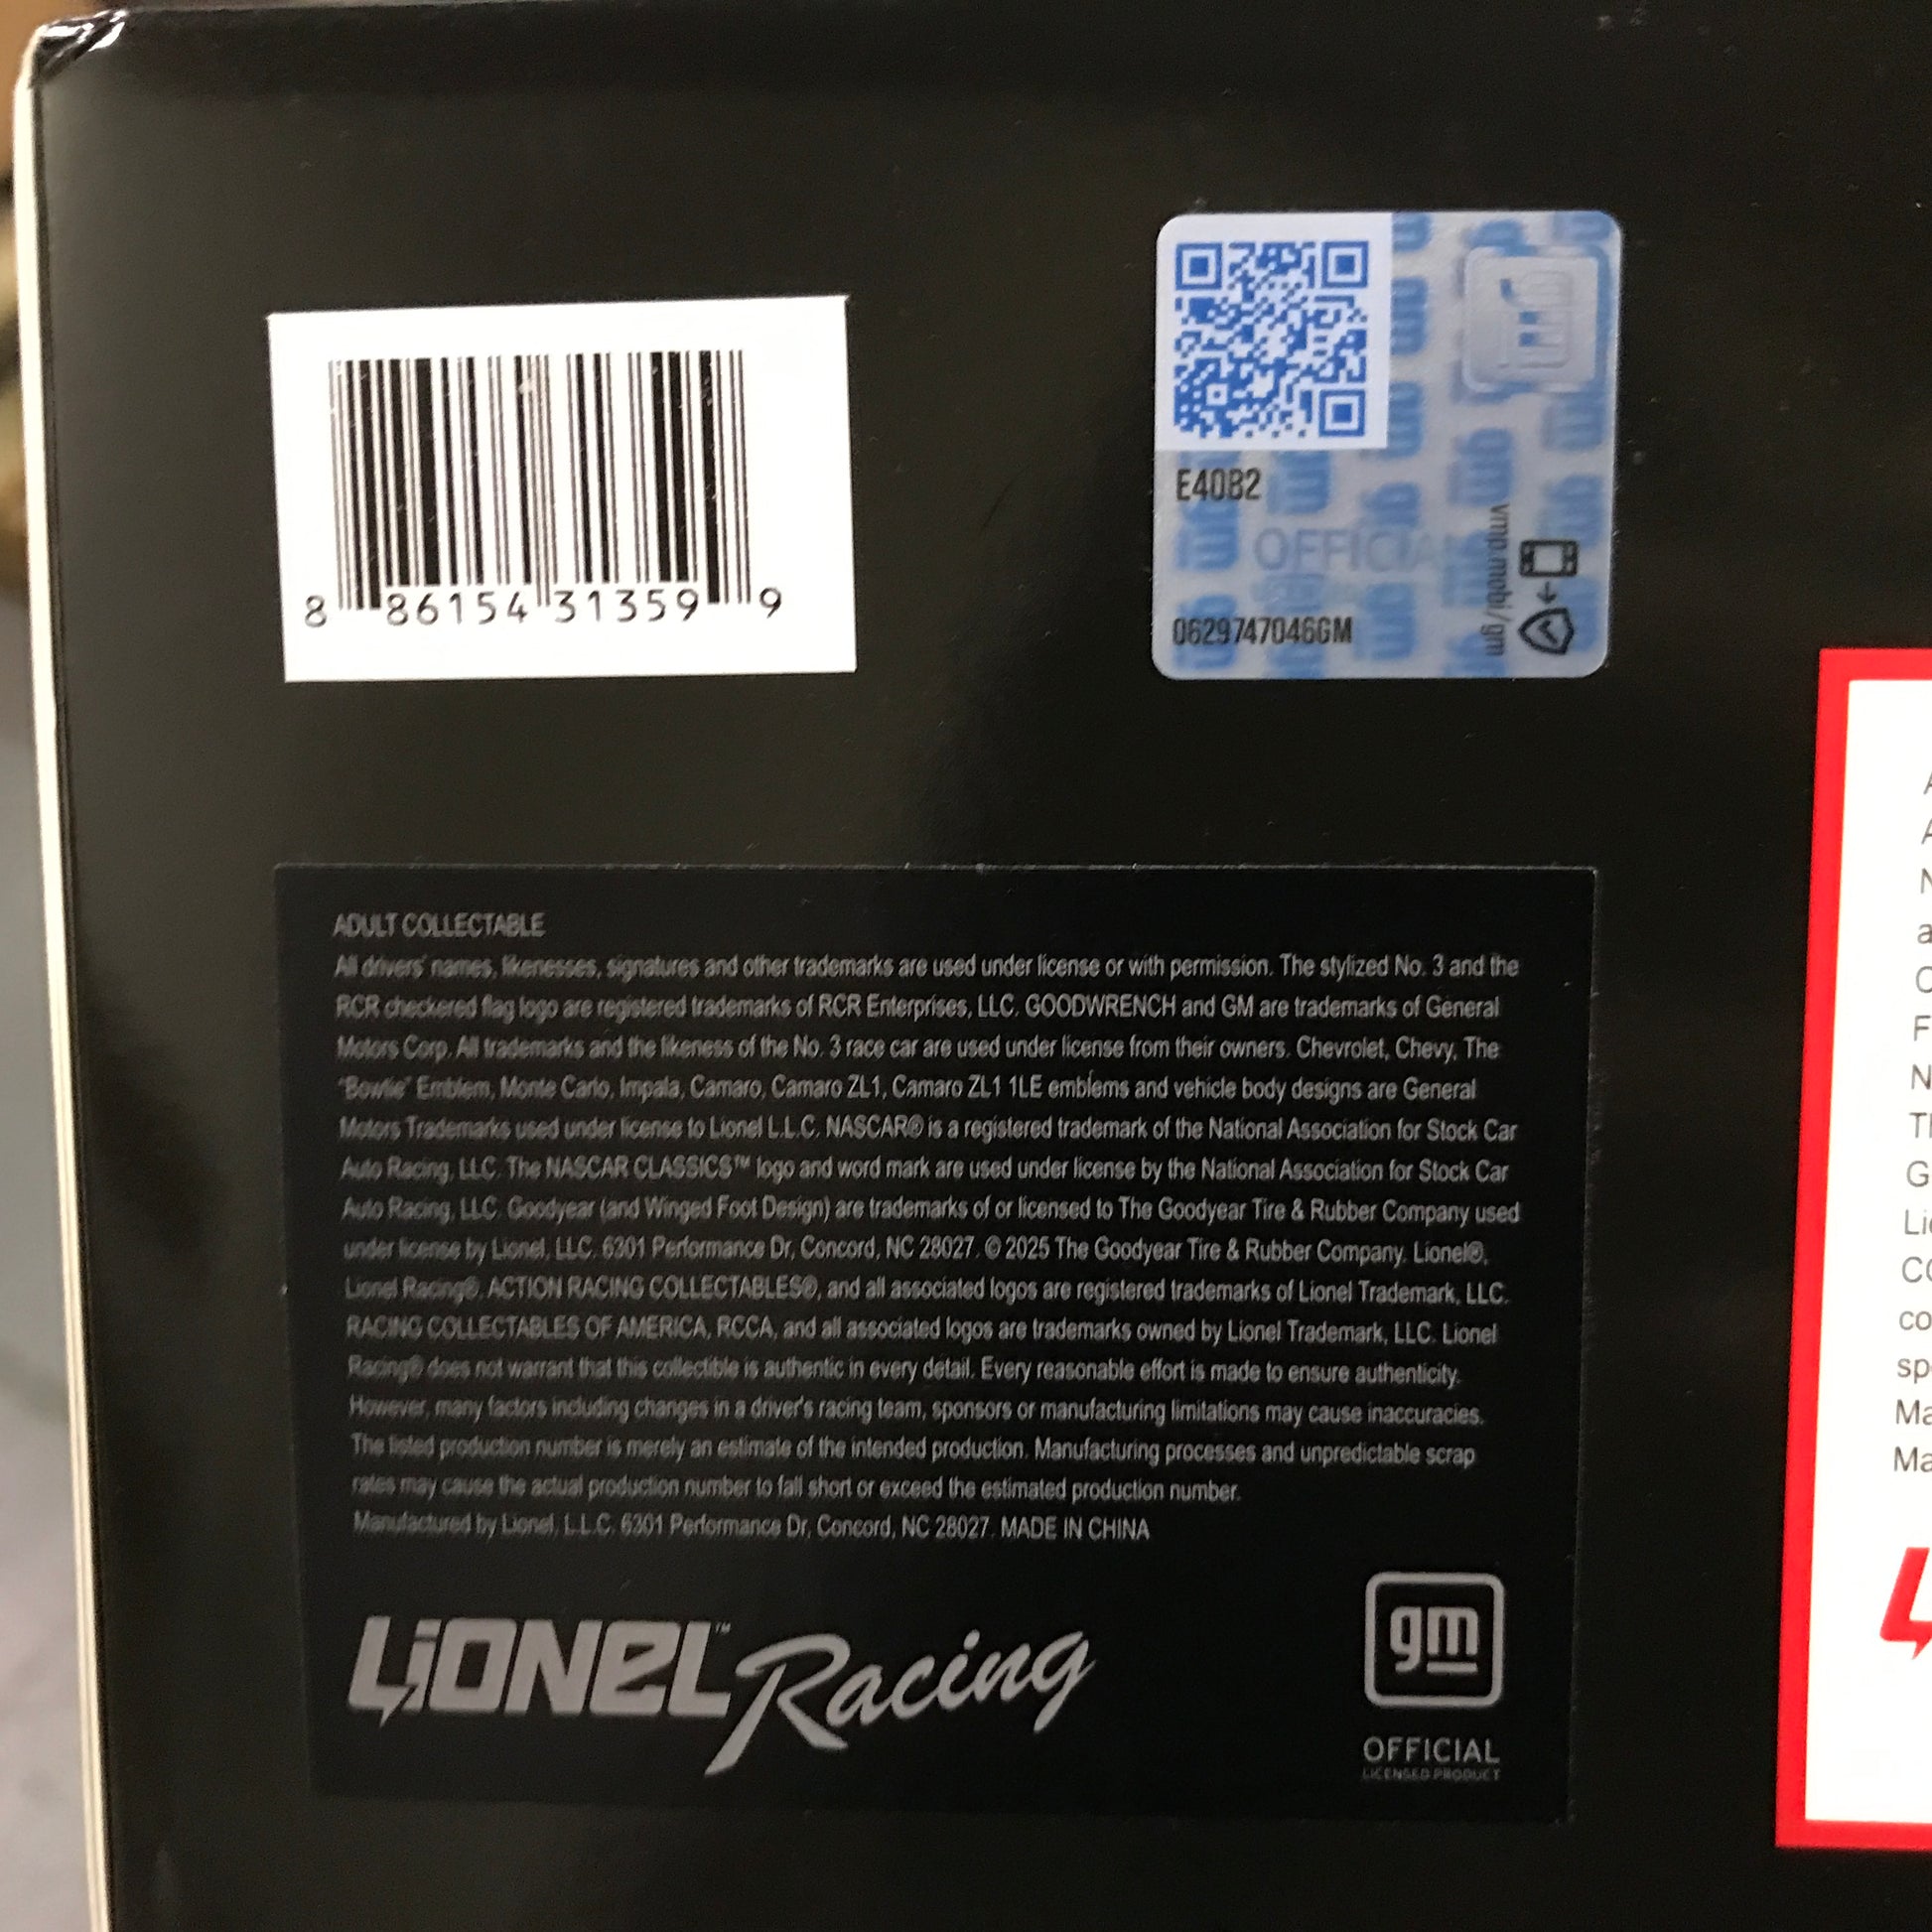 8 86154 31359 9
E40B2
OFFICIAL
0629747046GM
vmp.mobi/gm
gm
ADULT COLLECTABLE
All drivers' names, likenesses, signatures and other trademarks are used under license or with permission. The stylized No. 3 and the
RCR checkered flag logo are registered trademarks of RCR Enterprises, LLC. GOODWRENCH and GM are trademarks of General
Motors Corp. All trademarks and the likeness of the No. 3 race car are used under license from their owners. Chevrolet, Chevy, The
"Bowtie" Emblem, Monte Carlo, Impala, Camaro, Camaro ZL1, Camaro ZL1 1LE emblems and vehicle body designs are General
Motors Trademarks used under license to Lionel L.L.C. NASCAR® is a registered trademark of the National Association for Stock Car
Auto Racing, LLC. The NASCAR CLASSICS™ logo and word mark are used under license by the National Association for Stock Car
Auto Racing, LLC. Goodyear (and Winged Foot Design) are trademarks of or licensed to The Goodyear Tire & Rubber Company used
under license by Lionel, LLC. 6301 Performance Dr, Concord, NC 28027. © 2025 The Goodyear Tire & Rubber Company. Lionel®,
Lionel Racing®, ACTION RACING COLLECTABLES®, and all associated logos are registered trademarks of Lionel Trademark, LLC.
RACING COLLECTABLES OF AMERICA, RCCA, and all associated logos are trademarks owned by Lionel Trademark, LLC. Lionel
Racing® does not warrant that this collectible is authentic in every detail. Every reasonable effort is made to ensure authenticity.
However, many factors including changes in a driver's racing team, sponsors or manufacturing limitations may cause inaccuracies.
The listed production number is merely an estimate of the intended production. Manufacturing processes and unpredictable scrap
rates may cause the actual production number to fall short or exceed the estimated production number.
Manufactured by Lionel, L.L.C. 6301 Performance Dr, Concord, NC 28027. MADE IN CHINA
LIONEL™ Racing
gm
OFFICIAL
LICENSED PRODUCT